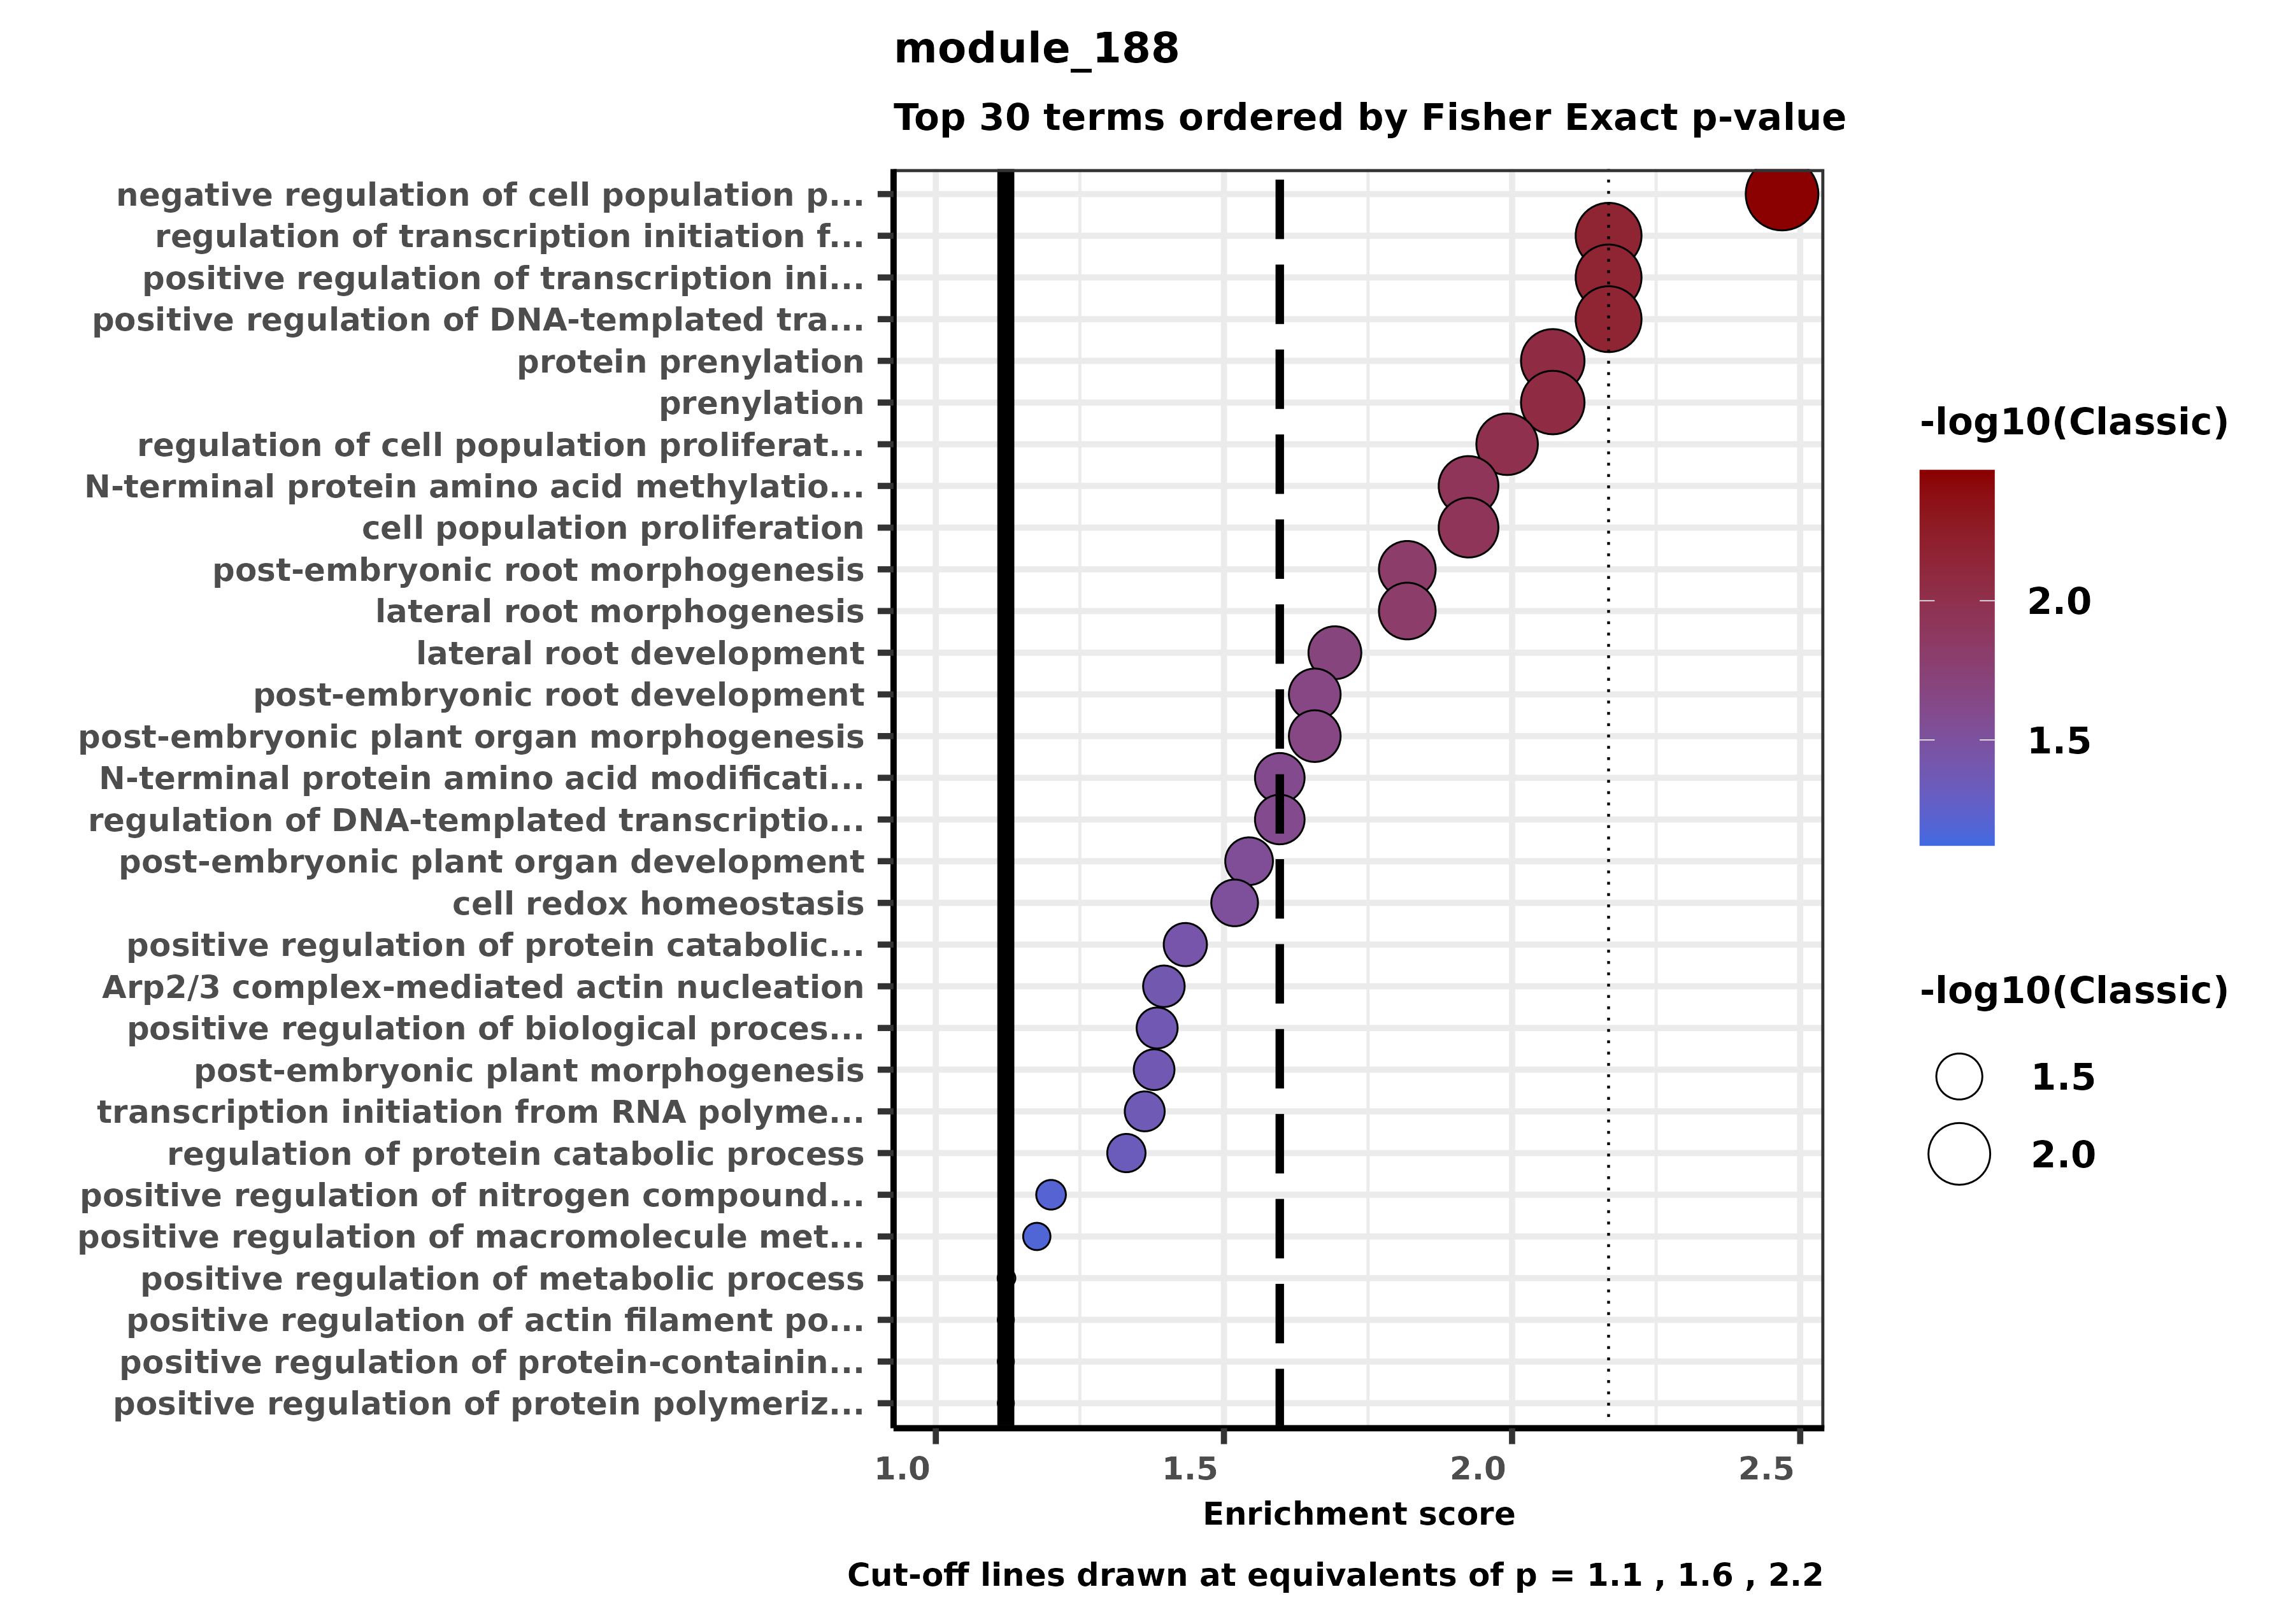 module_188
Top 30 terms ordered by Fisher Exact p-value
negative regulation of cell population p...
regulation of transcription initiation f...
positive regulation of transcription ini...
positive regulation of DNA-templated tra...
protein prenylation
prenylation
regulation of cell population proliferat...
N-terminal protein amino acid methylatio...
cell population proliferation
post-embryonic root morphogenesis
lateral root morphogenesis
lateral root development
post-embryonic root development
post-embryonic plant organ morphogenesis
N-terminal protein amino acid modificati...
regulation of DNA-templated transcriptio...
post-embryonic plant organ development
cell redox homeostasis
positive regulation of protein catabolic...
Arp2/3 complex-mediated actin nucleation
positive regulation of biological proces...
post-embryonic plant morphogenesis
transcription initiation from RNA polyme...
regulation of protein catabolic process
positive regulation of nitrogen compound...
positive regulation of macromolecule met...
positive regulation of metabolic process
positive regulation of actin filament po...
positive regulation of protein-containin...
positive regulation of protein polymeriz...
1.0 1.5 2.0 2.5
Enrichment score
Cut-off lines drawn at equivalents of p = 1.1 , 1.6 , 2.2
-log10(Classic)
2.0
1.5
-log10(Classic)
1.5
2.0